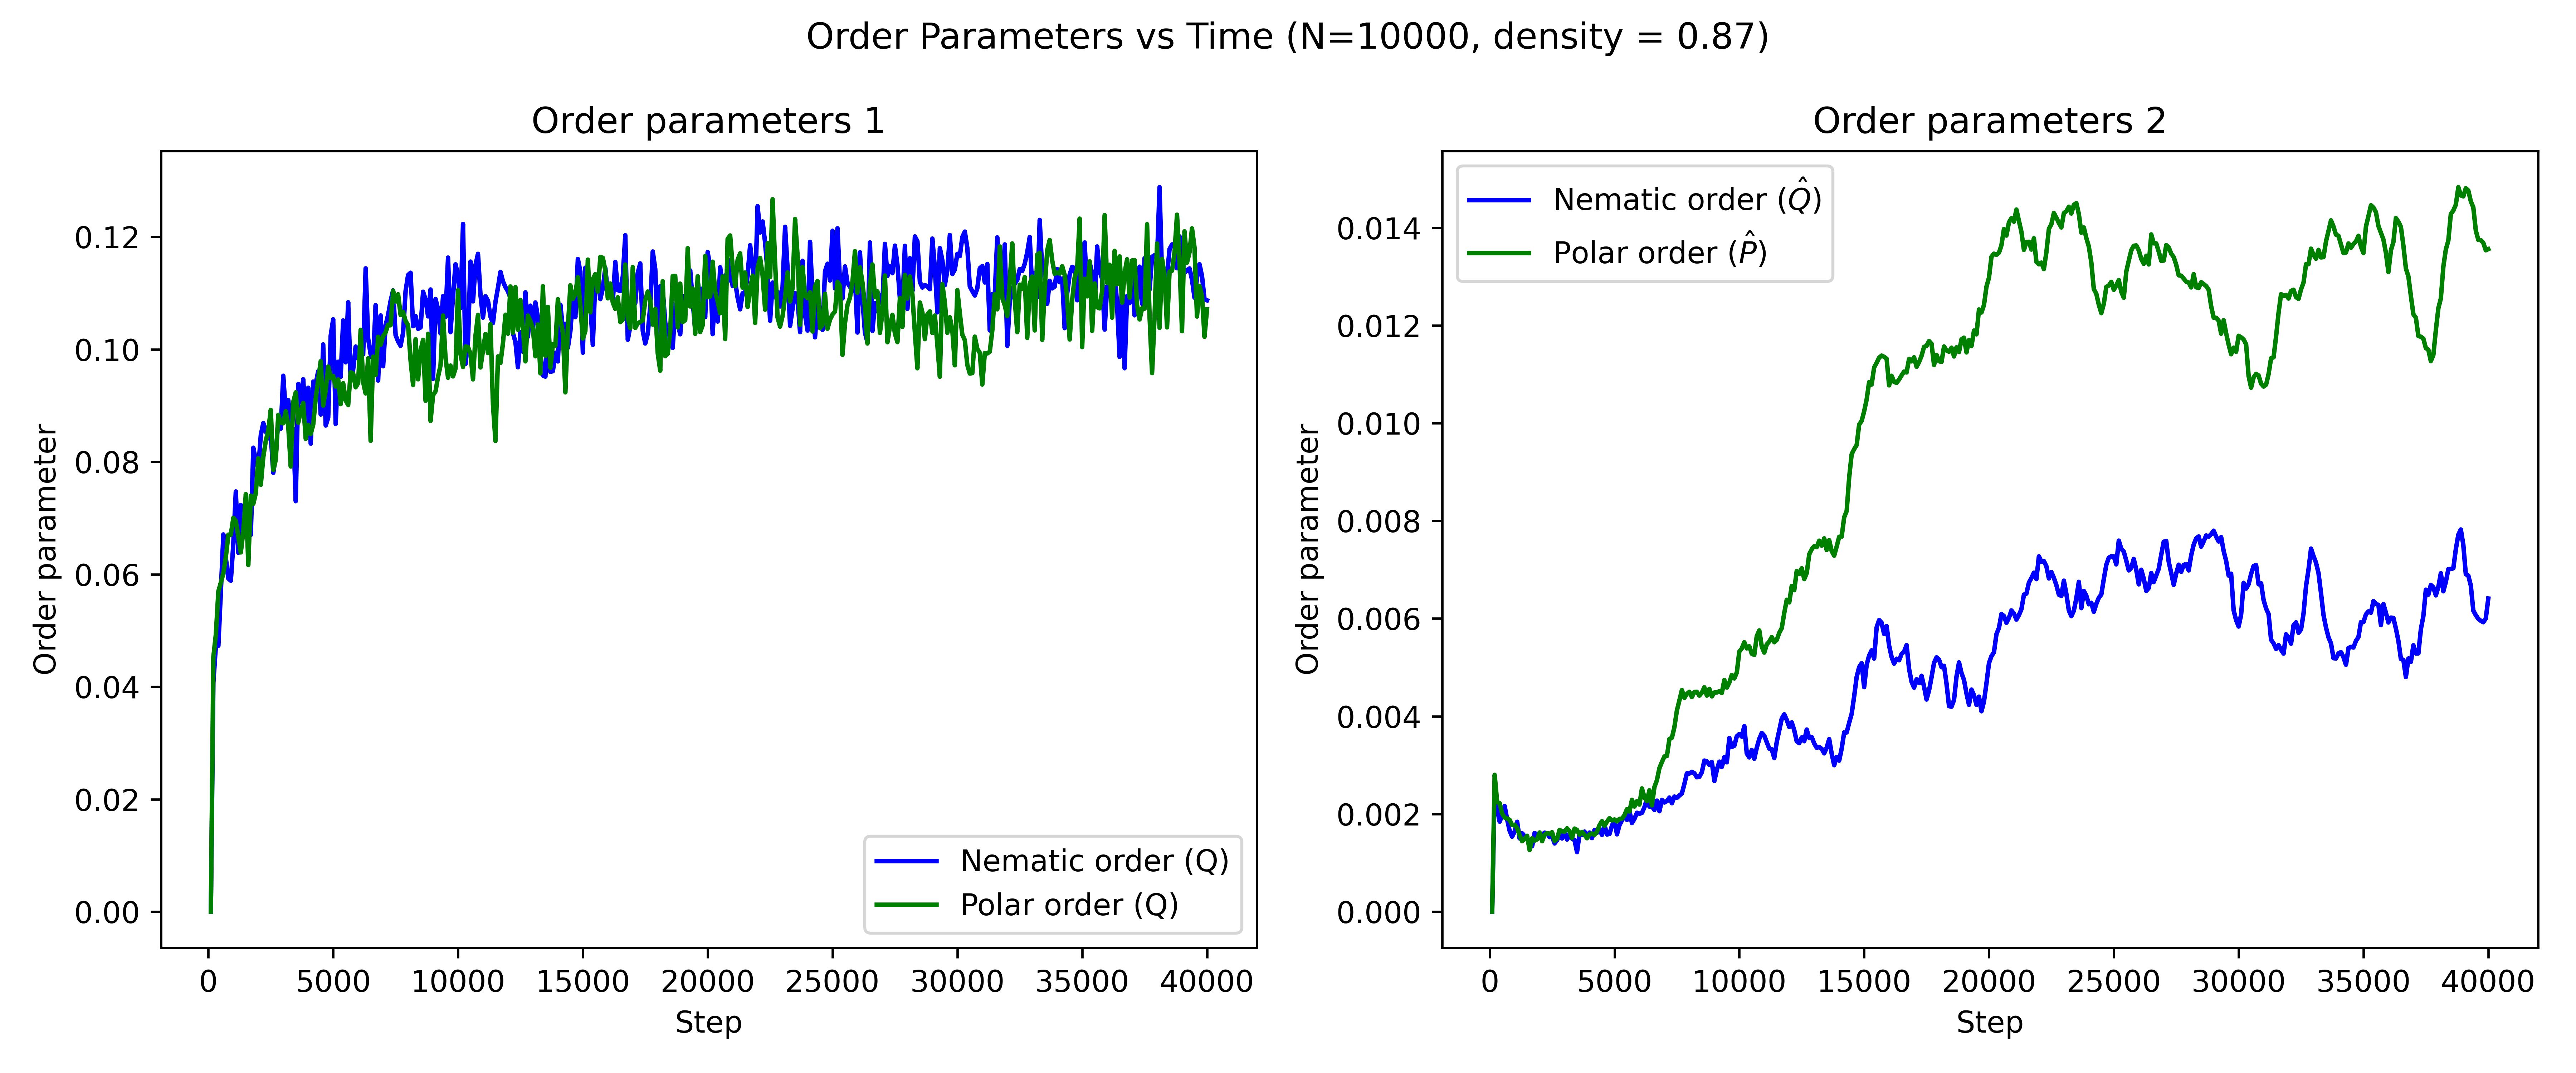 Order Parameters vs Time (N=10000, density = 0.87)
Order parameters 1
Order parameter
0.12
0.10
0.08
0.06
0.04
0.02
0.00
Nematic order (Q)
Polar order (Q)
0 5000 10000 15000 20000 25000 30000 35000 40000
Step
Order parameters 2
Order parameter
0.014
0.012
0.010
0.008
0.006
0.004
0.002
0.000
Nematic order (Q̂)
Polar order (P̂)
0 5000 10000 15000 20000 25000 30000 35000 40000
Step